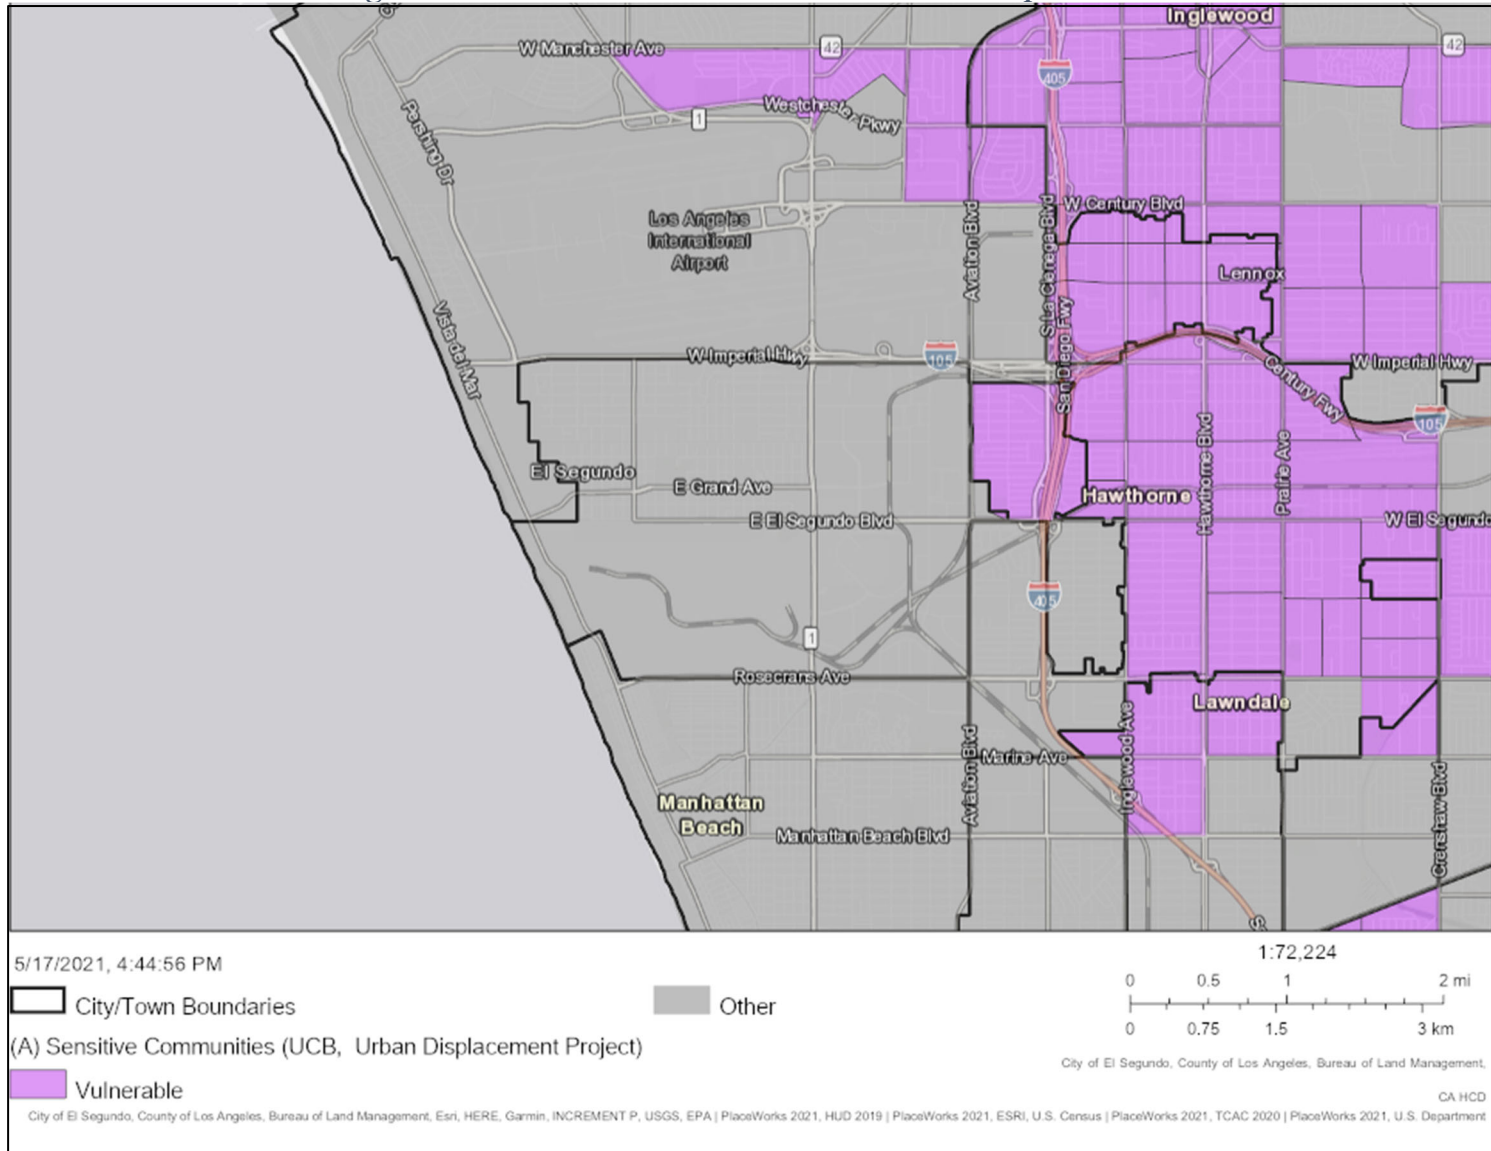 Inglewood
W Manchester Ave
42
42
405
Pershing Dr
1
Westchester Pkwy
W Century Blvd
Los Angeles
International
Airport
Aviation Blvd
S La Cienega Blvd
Lennox
Vista del Mar
San Diego Fwy
W Imperial Hwy
105
Century Fwy
W Imperial Hwy
105
Hawthorne Blvd
Prairie Ave
El Segundo
E Grand Ave
Hawthorne
E El Segundo Blvd
W El Segundo
405
1
Rosecrans Ave
Lawndale
Inglewood Ave
Aviation Blvd
Marine Ave
Crenshaw Blvd
Manhattan
Beach
Manhattan Beach Blvd
S
5/17/2021, 4:44:56 PM
1:72,224
0 0.5 1 2 mi
0 0.75 1.5 3 km
City/Town Boundaries
Other
(A) Sensitive Communities (UCB, Urban Displacement Project)
Vulnerable
City of El Segundo, County of Los Angeles, Bureau of Land Management,
CA HCD
City of El Segundo, County of Los Angeles, Bureau of Land Management, Esri, HERE, Garmin, INCREMENT P, USGS, EPA | PlaceWorks 2021, HUD 2019 | PlaceWorks 2021, ESRI, U.S. Census | PlaceWorks 2021, TCAC 2020 | PlaceWorks 2021, U.S. Department